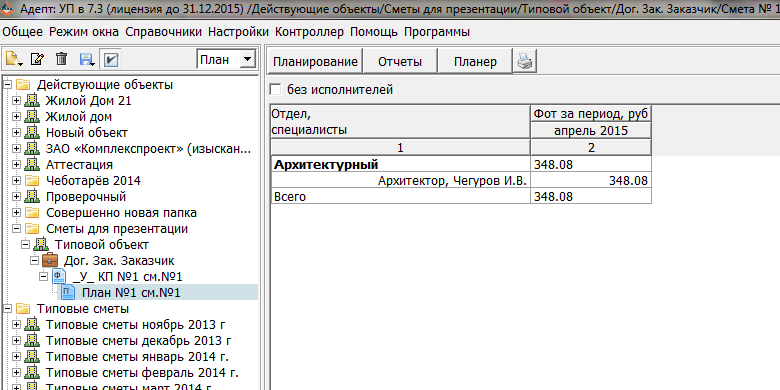 Адепт: УП в 7.3 (лицензия до 31.12.2015) /Действующие объекты/Сметы для презентации/Типовой объект/Дог. Зак. Заказчик/Смета № 1
Общее Режим окна Справочники Настройки Контроллер Помощь Программы
План
Планирование Отчеты Планер
Действующие объекты
Жилой Дом 21
Жилой дом
Новый объект
ЗАО «Комплекспроект» (изыскан...
Аттестация
Чеботарёв 2014
Проверочный
Совершенно новая папка
Сметы для презентации
Типовой объект
Дог. Зак. Заказчик
_У_ КП №1 см.№1
План №1 см.№1
Типовые сметы
Типовые сметы ноябрь 2013 г
Типовые сметы декабрь 2013 г
Типовые сметы январь 2014 г.
Типовые сметы февраль 2014 г.
Типовые сметы март 2014 г.
без исполнителей
Отдел, специалисты
Фот за период, руб
апрель 2015
1 2
Архитектурный 348.08
Архитектор, Чегуров И.В. 348.08
Всего 348.08